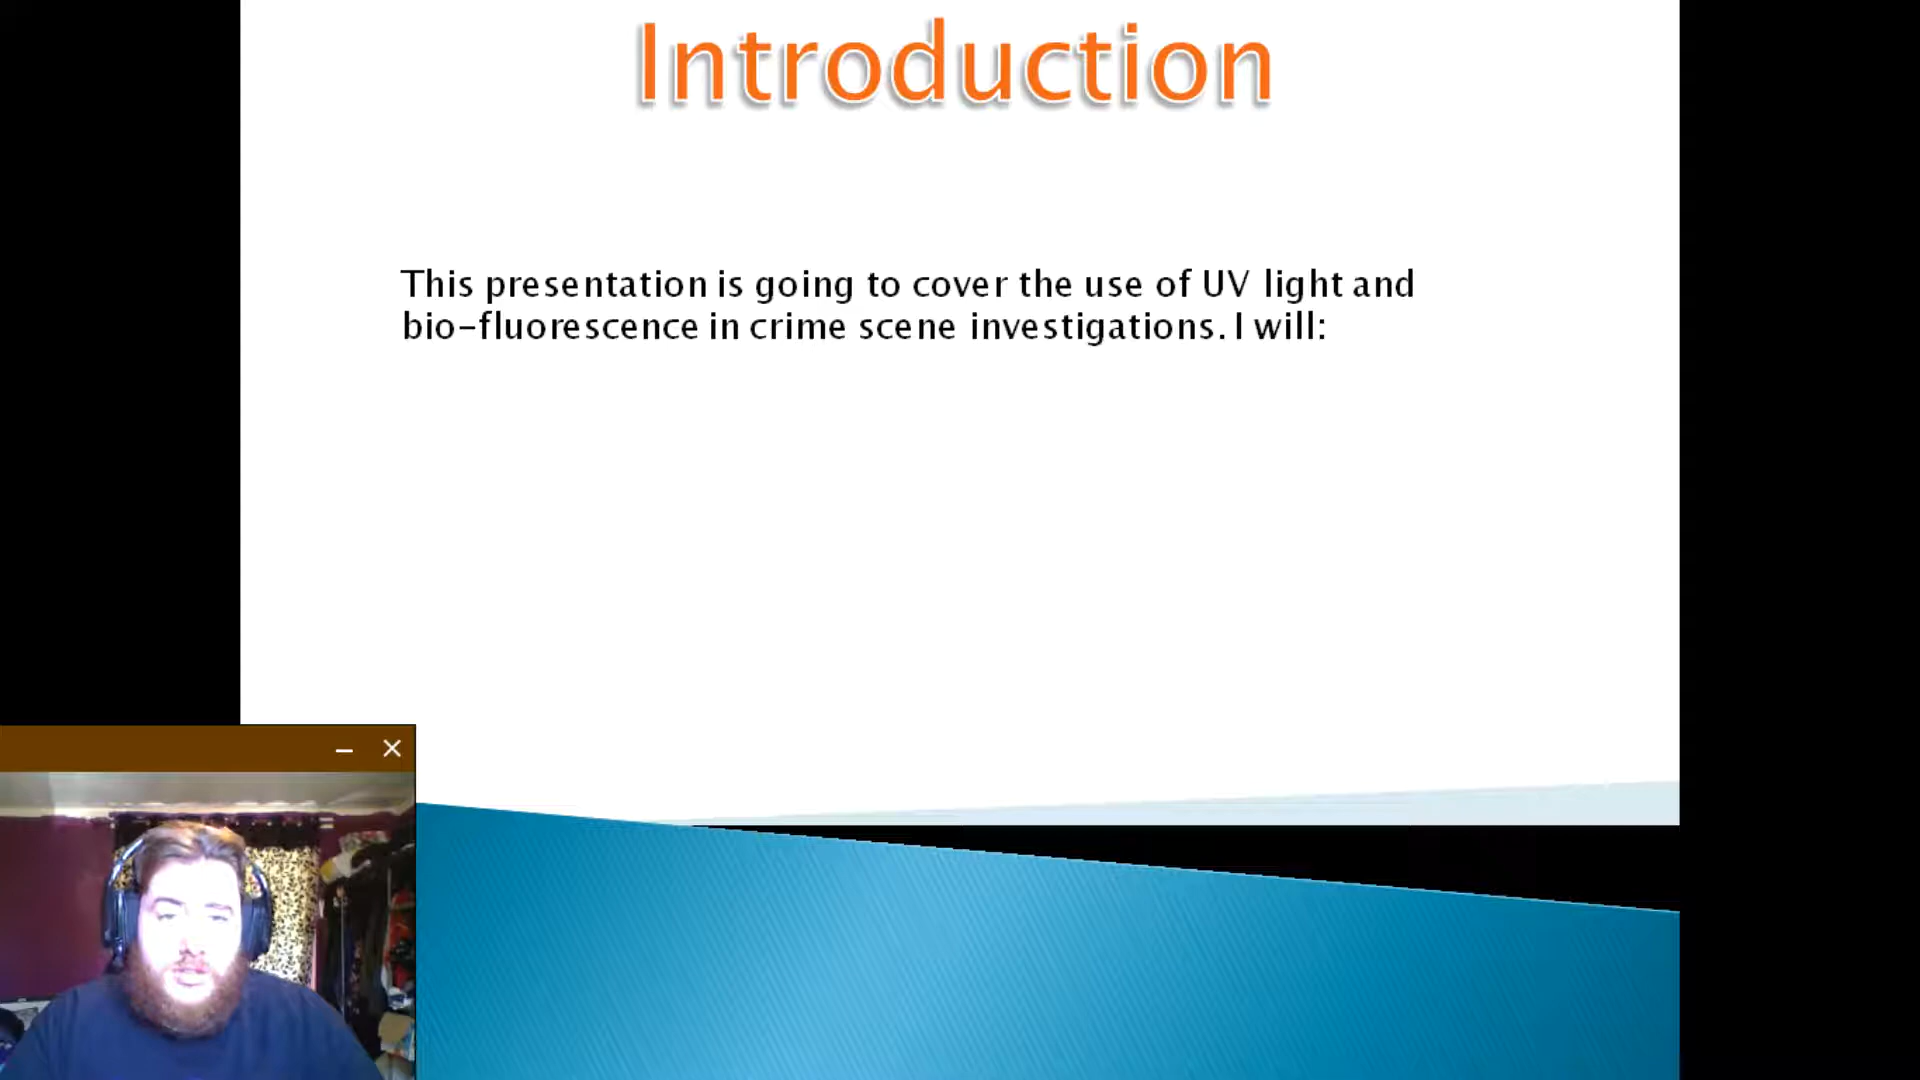 Introduction
This presentation is going to cover the use of UV light and
bio-fluorescence in crime scene investigations. I will: